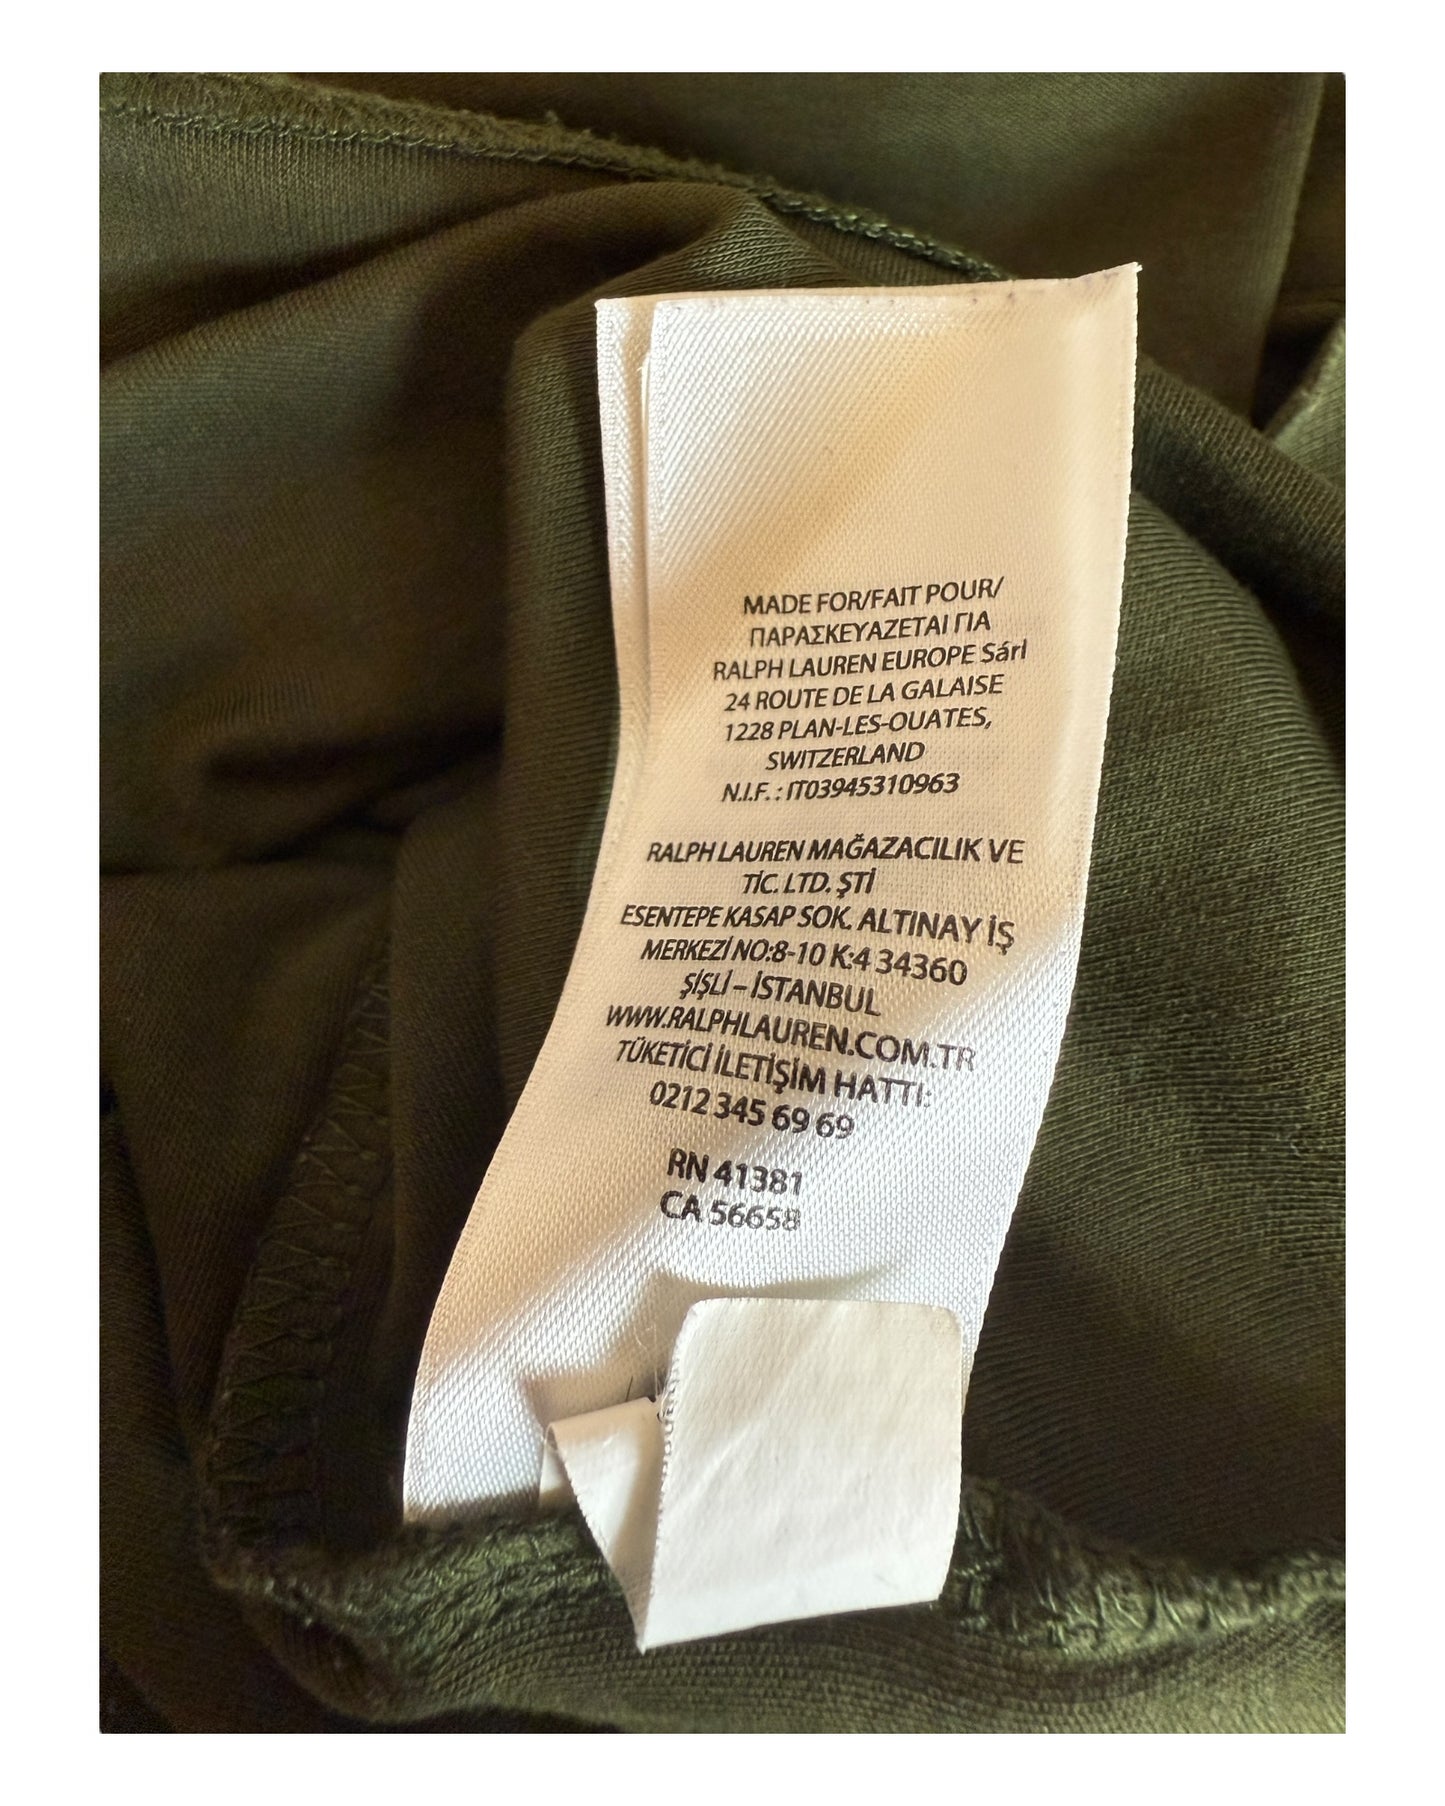 MADE FOR/FAIT POUR/
ΠΑΡΑΣΚΕΥΑΖΕΤΑΙ ΓΙΑ
RALPH LAUREN EUROPE Sárl
24 ROUTE DE LA GALAISE
1228 PLAN-LES-OUATES,
SWITZERLAND
N.I.F. : IT03945310963
RALPH LAUREN MAĞAZACILIK VE
TİC. LTD. ŞTİ
ESENTEPE KASAP SOK. ALTINAY İŞ
MERKEZİ NO:8-10 K:4 34360
ŞİŞLİ – İSTANBUL
WWW.RALPHLAUREN.COM.TR
TÜKETİCİ İLETİŞİM HATTI:
0212 345 69 69
RN 41381
CA 56658